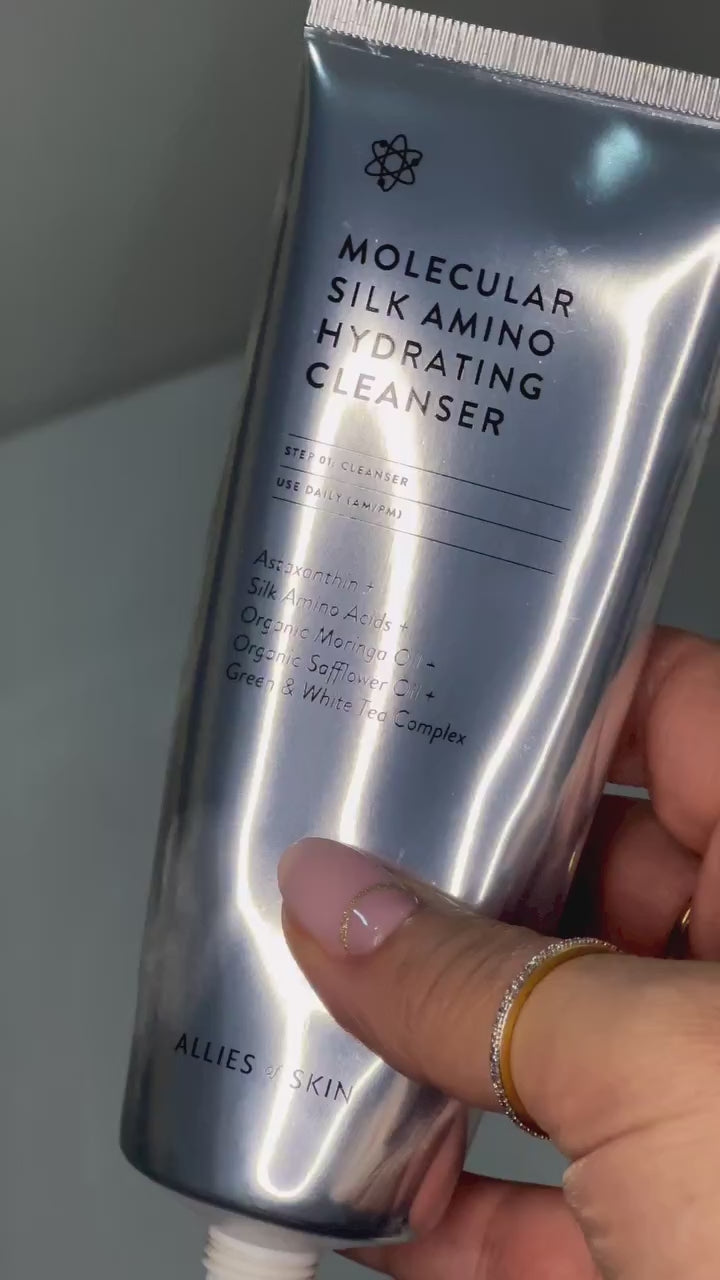 MOLECULAR
SILK AMINO
HYDRATING
CLEANSER
STEP 01: CLEANSER
USE DAILY (AM/PM)
Astaxanthin +
Silk Amino Acids +
Organic Moringa Oil +
Organic Safflower Oil +
Green & White Tea Complex
ALLIES of SKIN